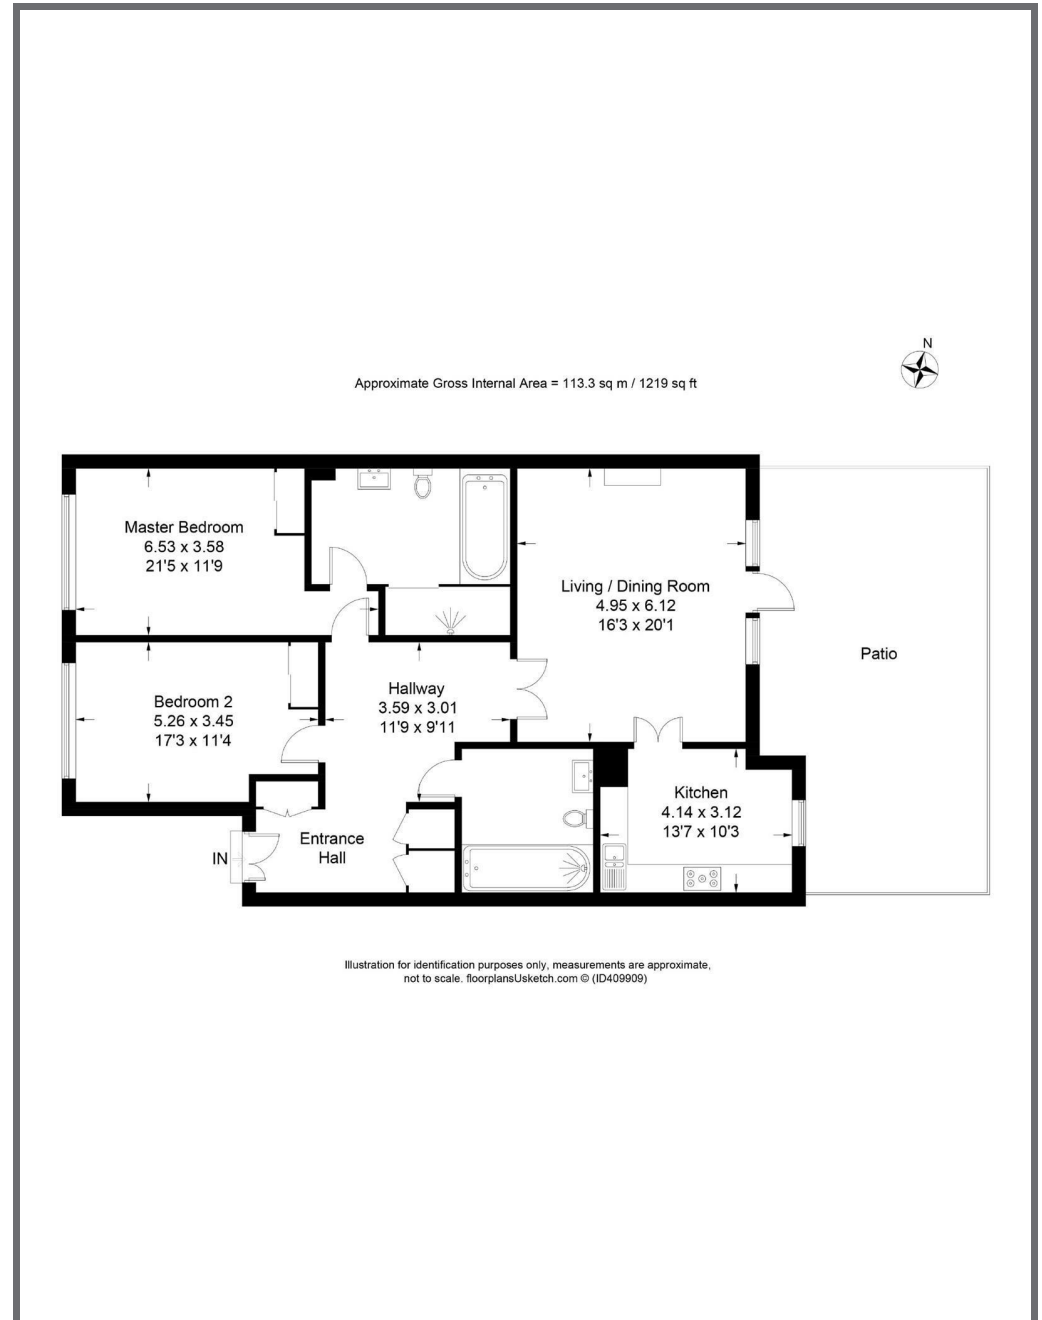 N
Approximate Gross Internal Area = 113.3 sq m / 1219 sq ft
Master Bedroom
6.53 x 3.58
21'5 x 11'9
Living / Dining Room
4.95 x 6.12
16'3 x 20'1
Patio
Bedroom 2
5.26 x 3.45
17'3 x 11'4
Hallway
3.59 x 3.01
11'9 x 9'11
Kitchen
4.14 x 3.12
13'7 x 10'3
Entrance
Hall
IN
Illustration for identification purposes only, measurements are approximate,
not to scale. floorplansUsketch.com © (ID409909)